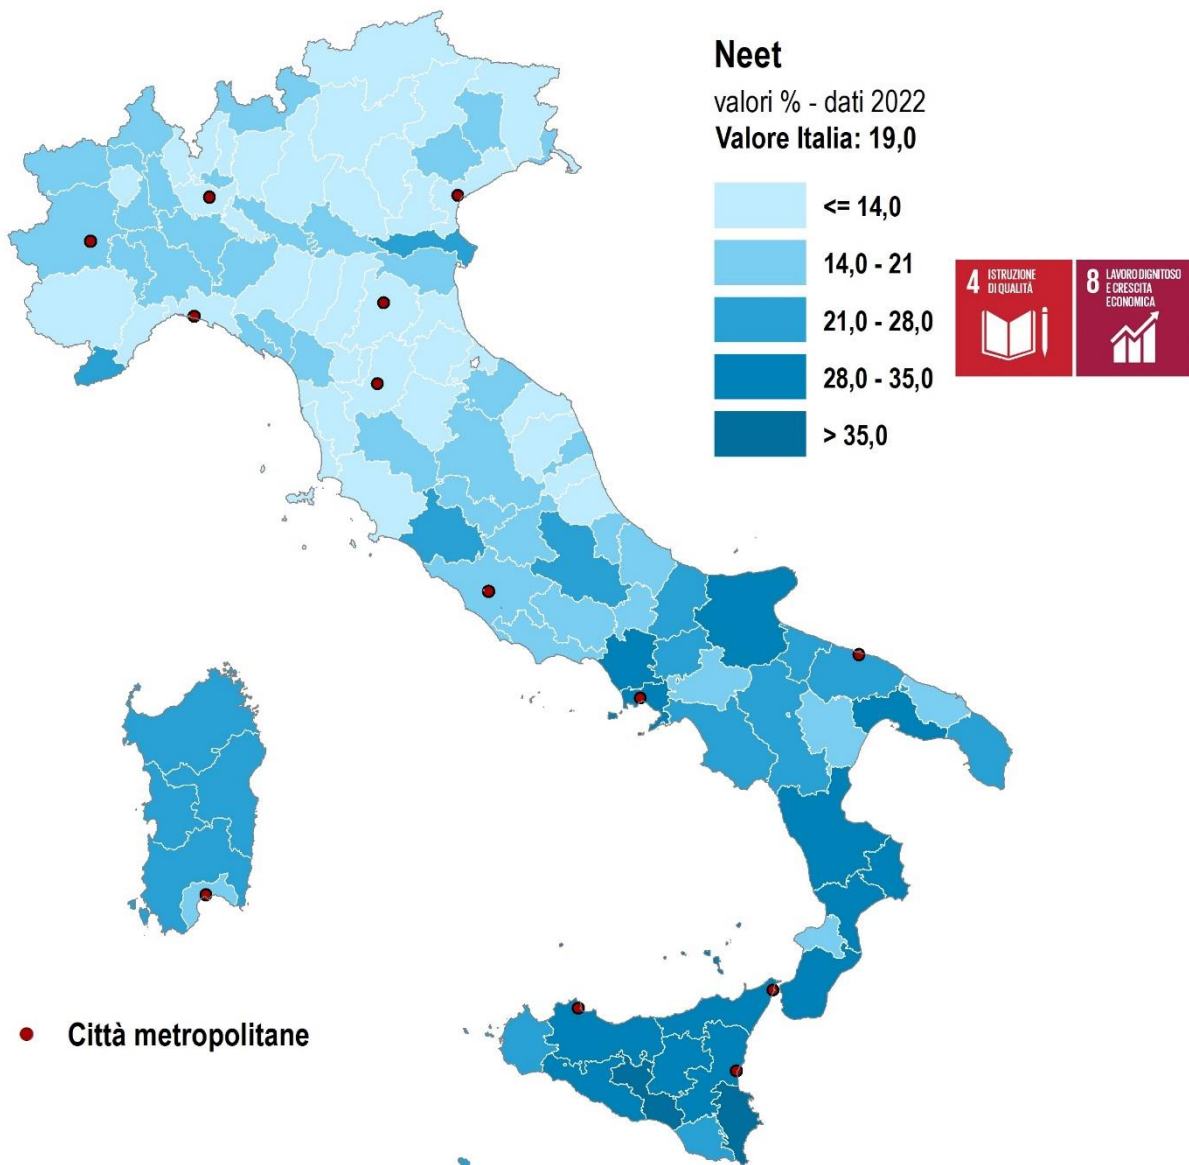 Neet
valori % - dati 2022
Valore Italia: 19,0
<= 14,0
14,0 - 21
21,0 - 28,0
28,0 - 35,0
> 35,0
4 ISTRUZIONE
DI QUALITÀ
8 LAVORO DIGNITOSO
E CRESCITA
ECONOMICA
Città metropolitane